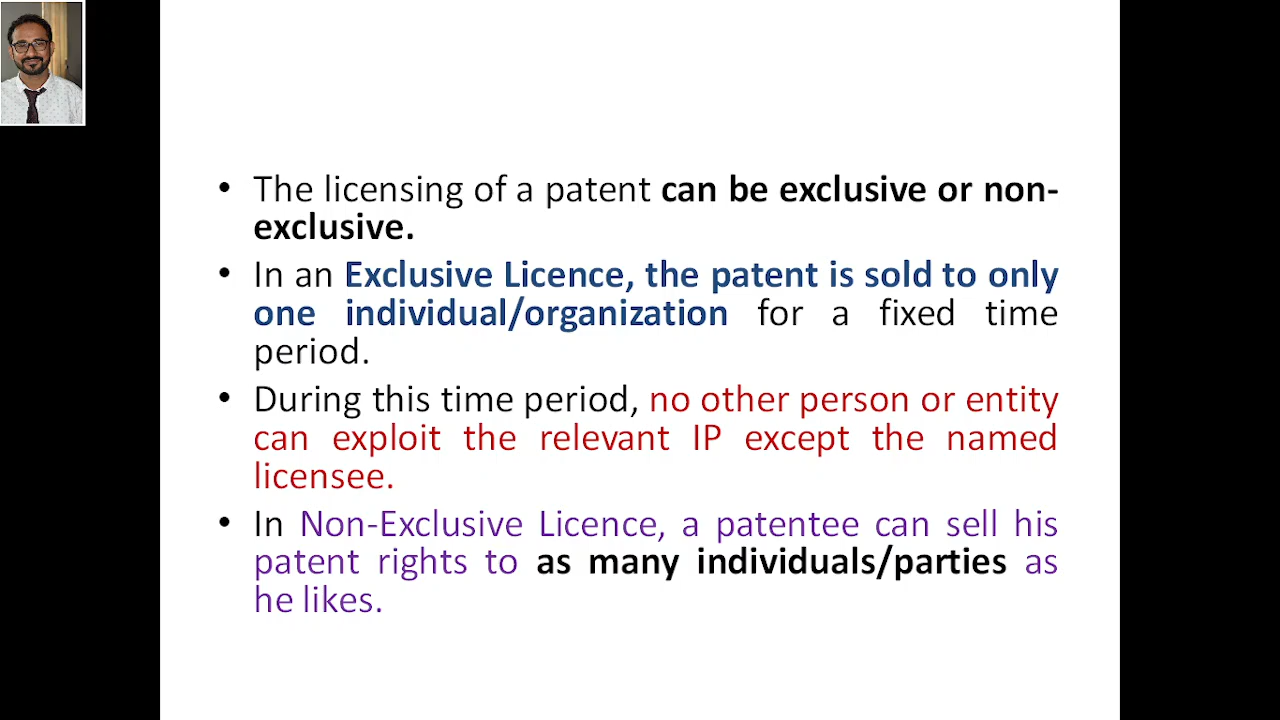 • The licensing of a patent can be exclusive or non-
exclusive.
• In an Exclusive Licence, the patent is sold to only
one individual/organization for a fixed time
period.
• During this time period, no other person or entity
can exploit the relevant IP except the named
licensee.
• In Non-Exclusive Licence, a patentee can sell his
patent rights to as many individuals/parties as
he likes.